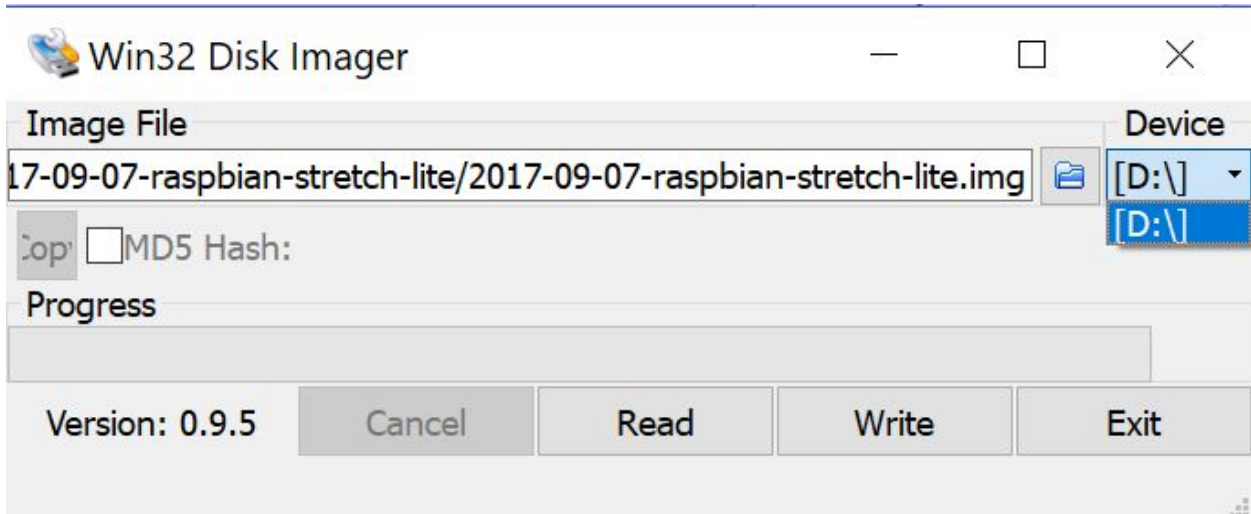 Win32 Disk Imager
Image File
Device
17-09-07-raspbian-stretch-lite/2017-09-07-raspbian-stretch-lite.img
[D:\]
[D:\]
MD5 Hash:
Progress
Version: 0.9.5
Cancel
Read
Write
Exit